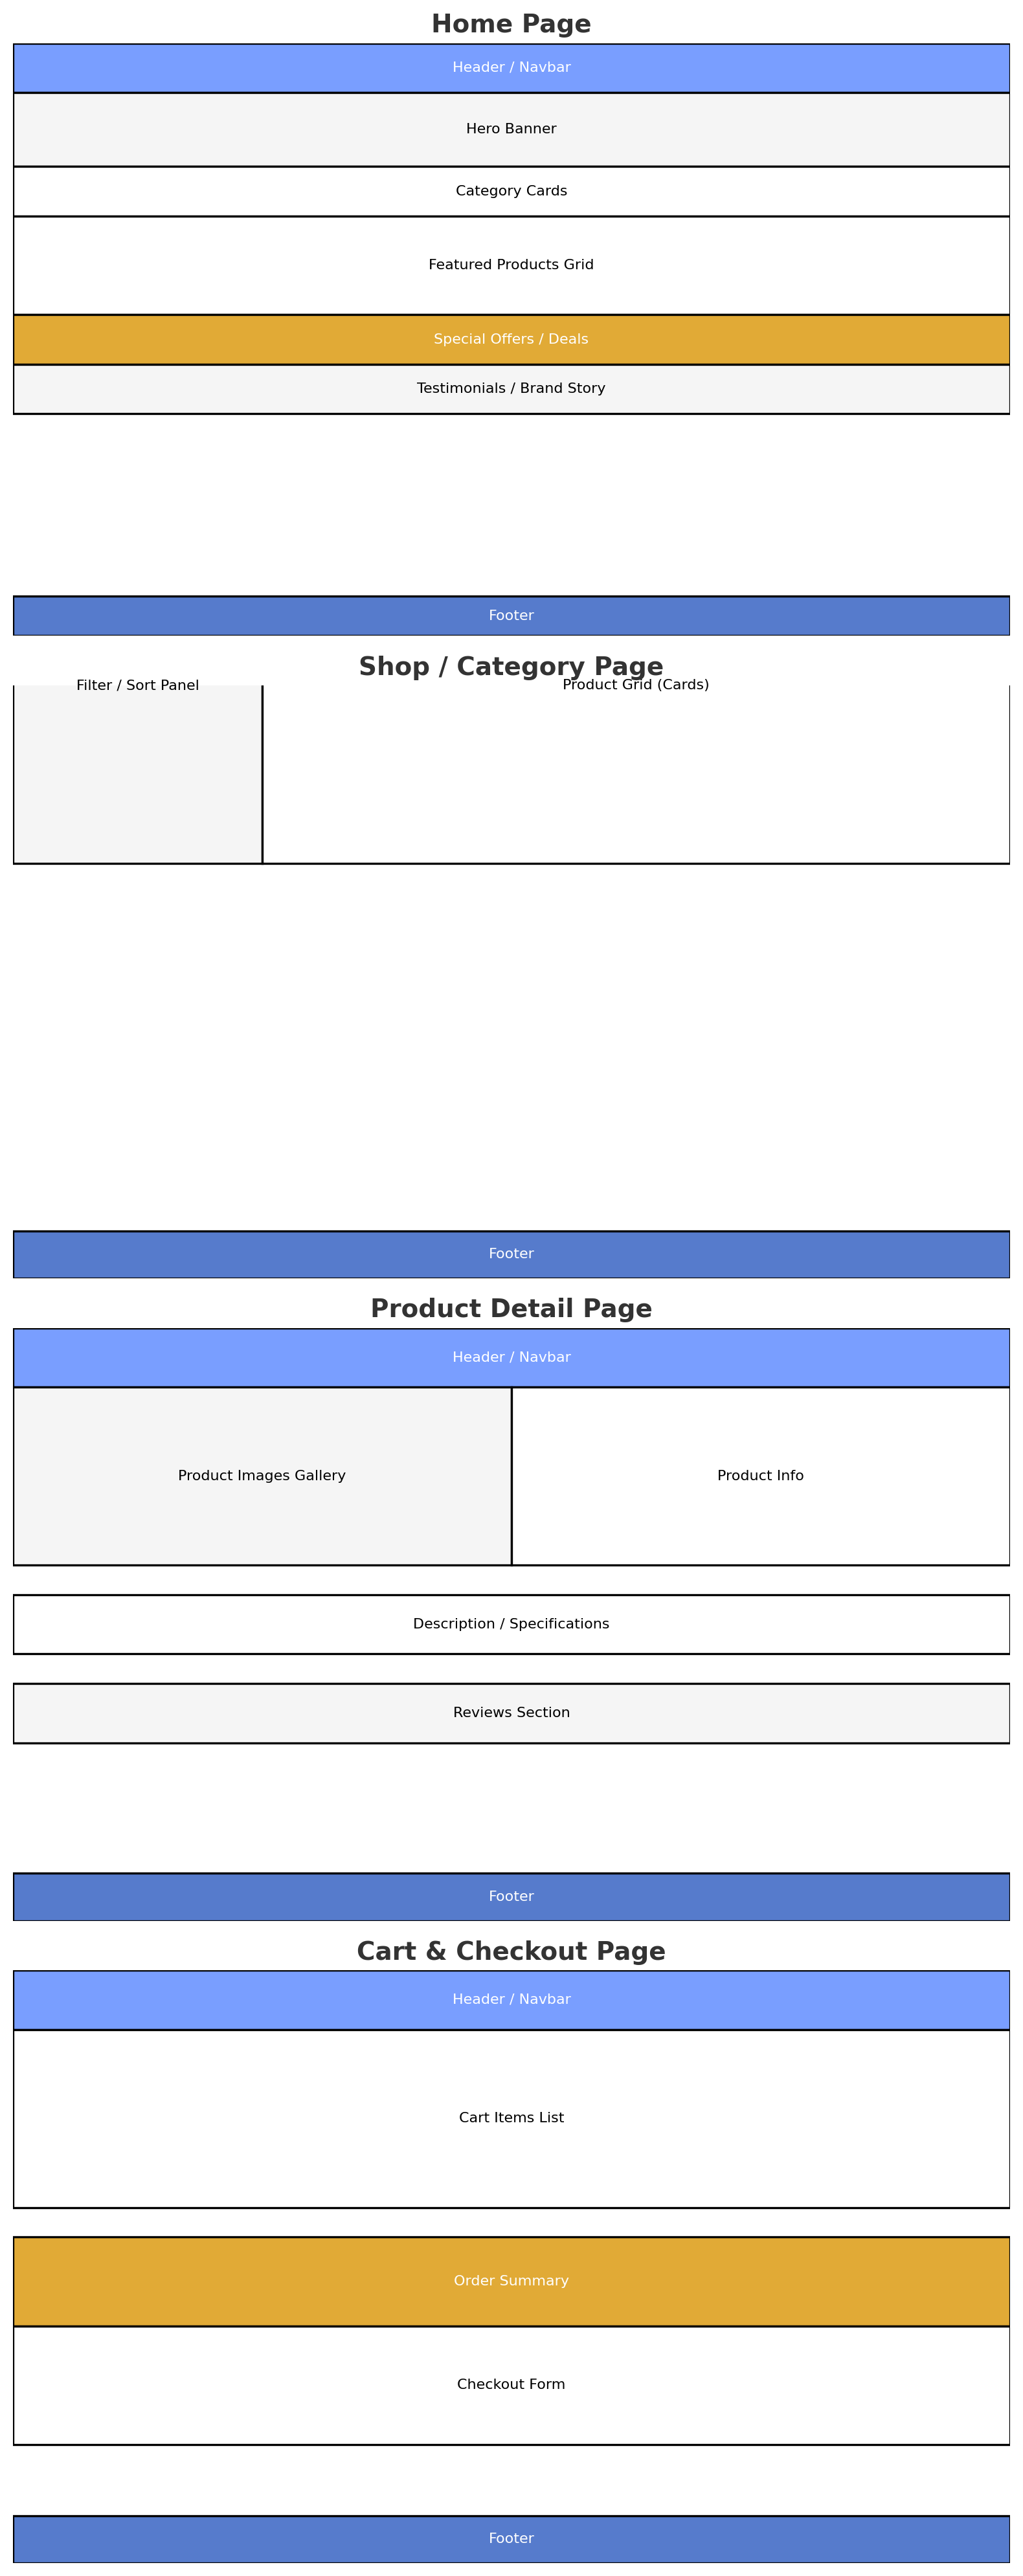 Home Page
Header / Navbar
Hero Banner
Category Cards
Featured Products Grid
Special Offers / Deals
Testimonials / Brand Story
Footer
Shop / Category Page
Filter / Sort Panel
Product Grid (Cards)
Footer
Product Detail Page
Header / Navbar
Product Images Gallery
Product Info
Description / Specifications
Reviews Section
Footer
Cart & Checkout Page
Header / Navbar
Cart Items List
Order Summary
Checkout Form
Footer